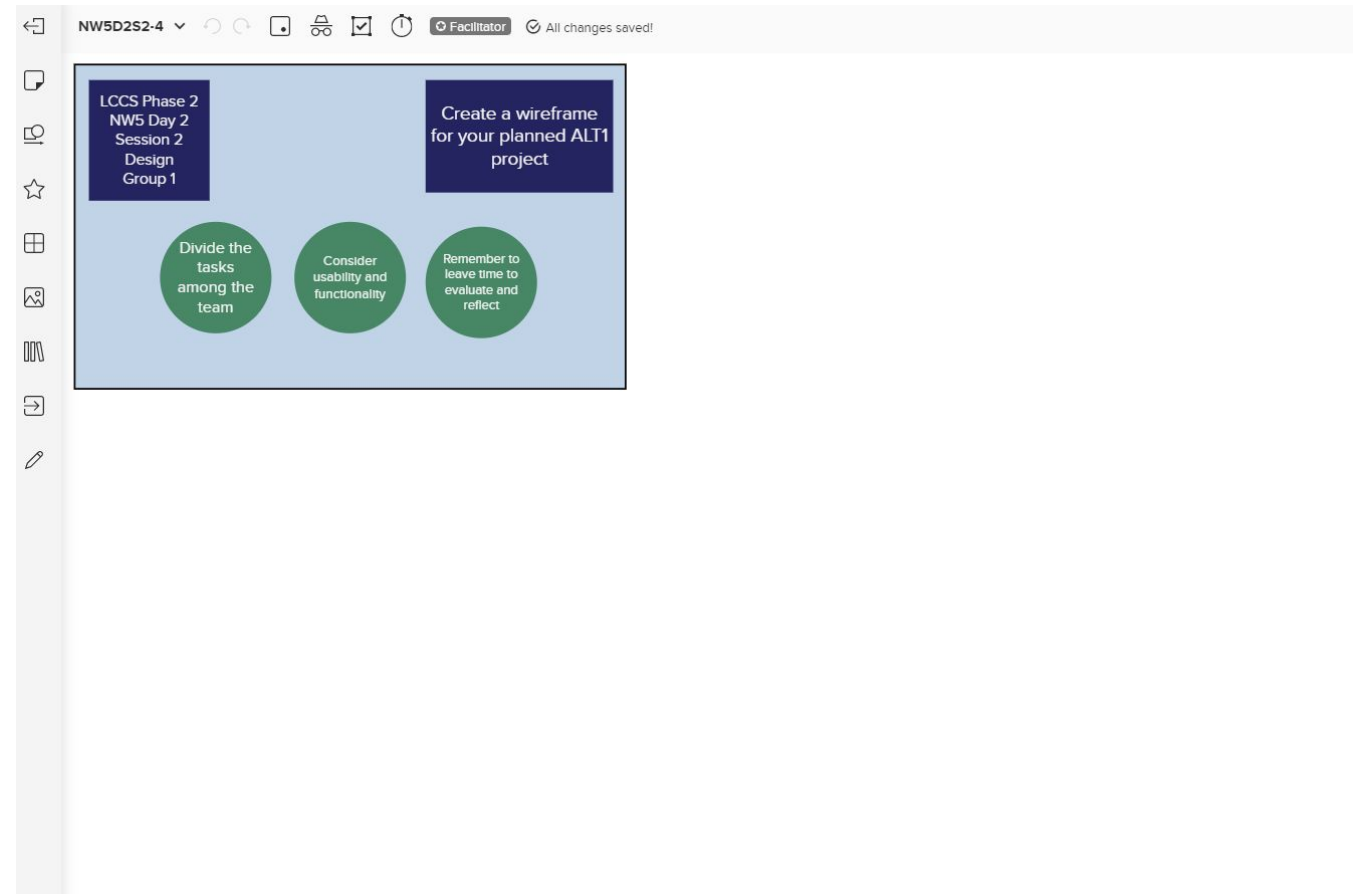 NW5D2S2-4
Facilitator
All changes saved!
LCCS Phase 2
NW5 Day 2
Session 2
Design
Group 1
Create a wireframe
for your planned ALT1
project
Divide the
tasks
among the
team
Consider
usability and
functionality
Remember to
leave time to
evaluate and
reflect